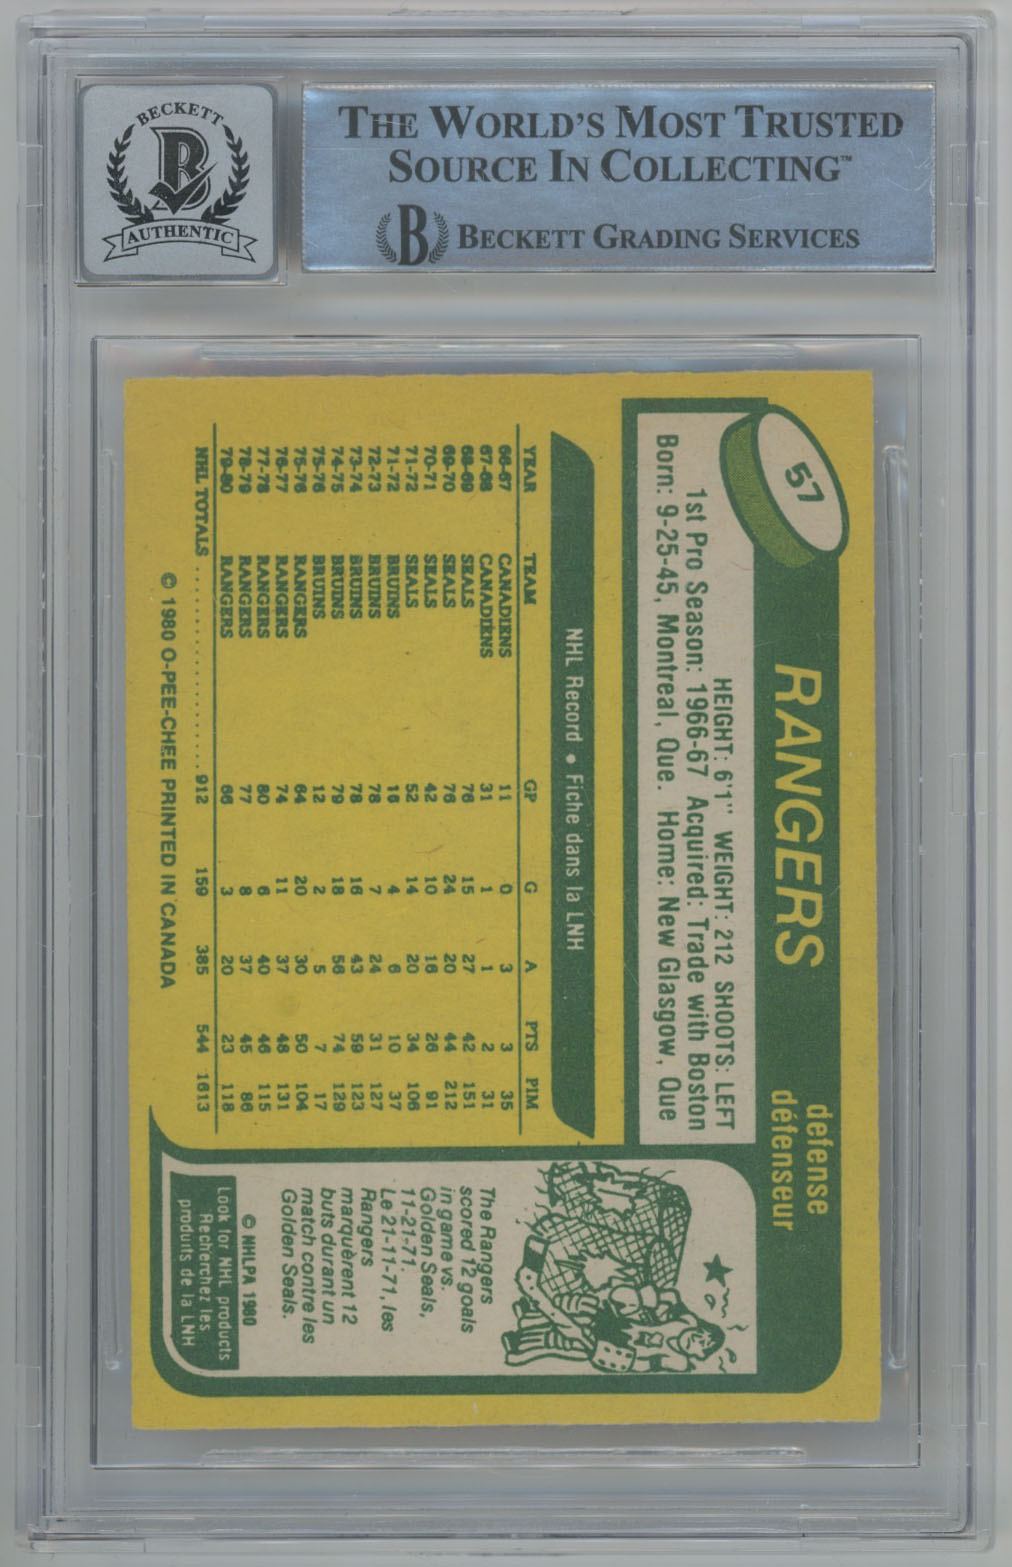 BECKETT
B
AUTHENTIC
THE WORLD'S MOST TRUSTED
SOURCE IN COLLECTING™
B BECKETT GRADING SERVICES
57
RANGERS
defense
défenseur
HEIGHT: 6'1" WEIGHT: 212 SHOOTS: LEFT
1st Pro Season: 1966-67 Acquired: Trade with Boston
Born: 9-25-45, Montreal, Que. Home: New Glasgow, Que
NHL Record • Fiche dans la LNH
YEAR TEAM GP G A PTS PIM
66-67 CANADIENS 11 0 3 3 35
67-68 CANADIENS 31 1 1 2 31
68-69 SEALS 76 15 27 42 151
69-70 SEALS 76 24 20 44 212
70-71 SEALS 42 10 16 26 91
71-72 SEALS 52 14 20 34 106
71-72 BRUINS 16 4 6 10 37
72-73 BRUINS 78 7 24 31 127
73-74 BRUINS 78 16 43 59 123
74-75 BRUINS 79 18 56 74 129
75-76 BRUINS 12 2 5 7 17
75-76 RANGERS 64 20 30 50 104
76-77 RANGERS 74 11 37 48 131
77-78 RANGERS 80 6 40 46 115
78-79 RANGERS 77 8 37 45 86
79-80 RANGERS 66 3 20 23 118
NHL TOTALS .................... 912 159 385 544 1613
© 1980 O-PEE-CHEE PRINTED IN CANADA
The Rangers
scored 12 goals
in game vs.
Golden Seals,
11-21-71.
Le 21-11-71, les
Rangers
marquèrent 12
buts durant un
match contre les
Golden Seals.
© NHLPA 1980
Look for NHL products
Recherchez les
produits de la LNH